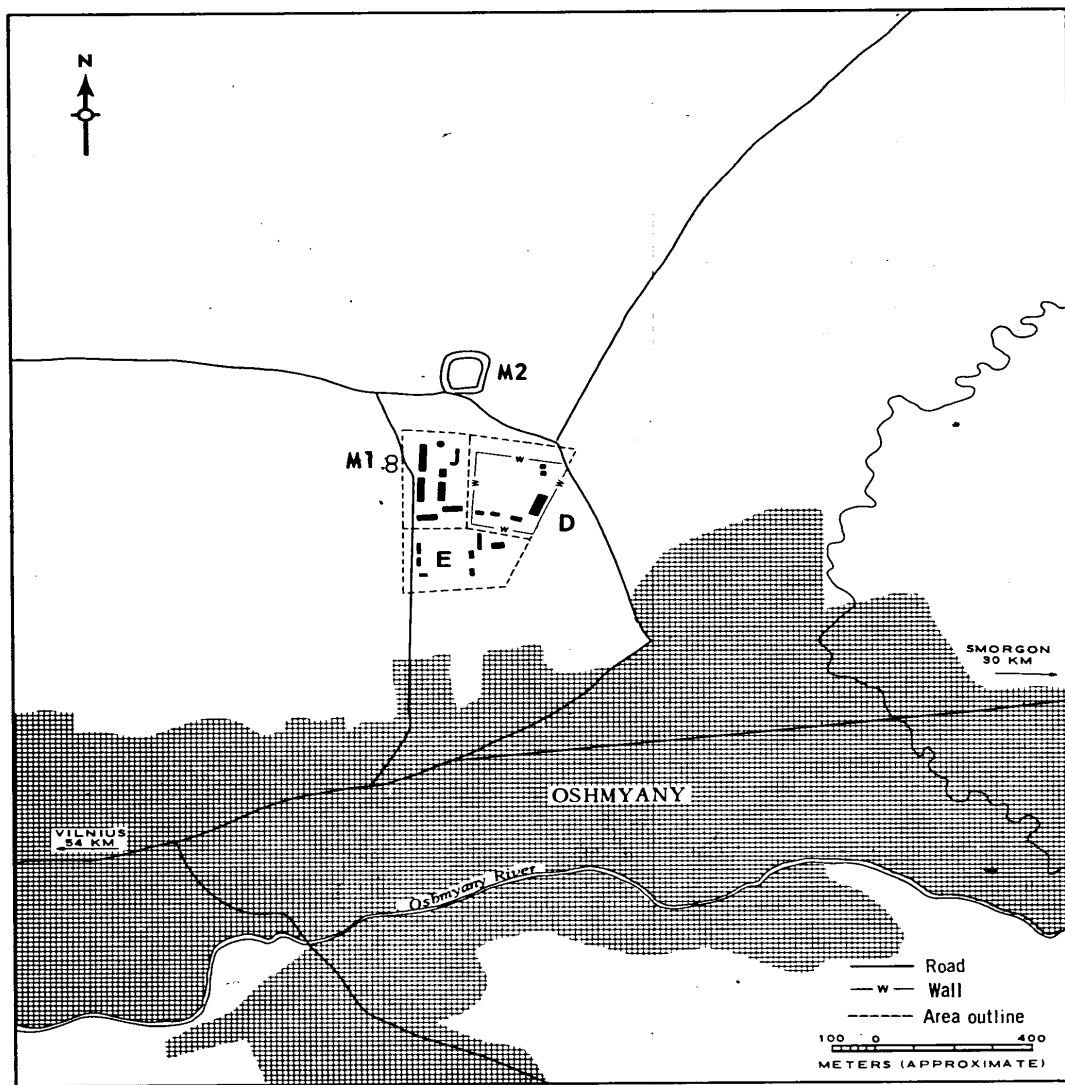 N
M2
M1
J
W
W
W
W
D
E
SMORGON
30 KM
OSHMYANY
VILNIUS
54 KM
Oshmyany River
Road
W Wall
Area outline
100 0 400
METERS (APPROXIMATE)